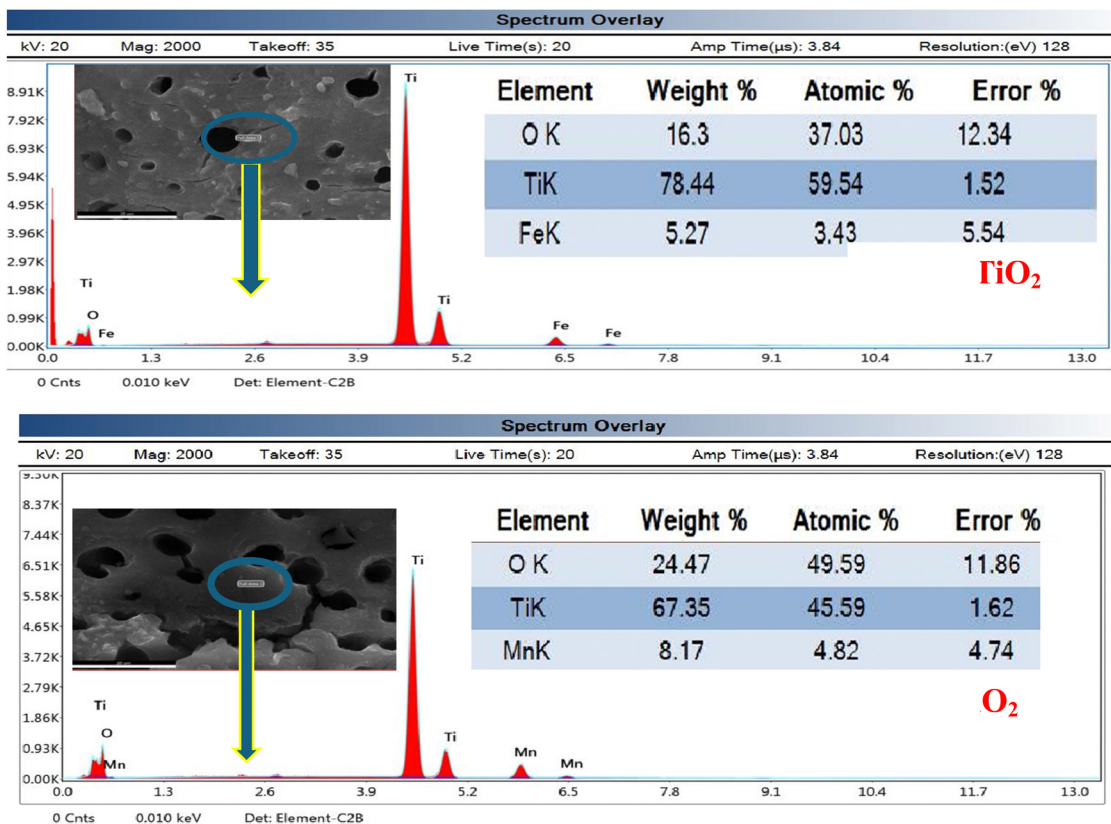 Spectrum Overlay
kV: 20 Mag: 2000 Takeoff: 35 Live Time(s): 20 Amp Time(µs): 3.84 Resolution:(eV) 128
8.91K
7.92K
6.93K
5.94K
4.95K
3.96K
2.97K
1.98K
0.99K
0.00K
Ti
O
Fe
Ti
Ti
Fe
Fe
Element Weight % Atomic % Error %
O K 16.3 37.03 12.34
TiK 78.44 59.54 1.52
FeK 5.27 3.43 5.54
TiO₂
0.0 1.3 2.6 3.9 5.2 6.5 7.8 9.1 10.4 11.7 13.0
0 Cnts 0.010 keV Det: Element-C2B
Spectrum Overlay
kV: 20 Mag: 2000 Takeoff: 35 Live Time(s): 20 Amp Time(µs): 3.84 Resolution:(eV) 128
9.30K
8.37K
7.44K
6.51K
5.58K
4.65K
3.72K
2.79K
1.86K
0.93K
0.00K
Ti
O
Mn
Ti
Ti
Mn
Mn
Element Weight % Atomic % Error %
O K 24.47 49.59 11.86
TiK 67.35 45.59 1.62
MnK 8.17 4.82 4.74
O₂
0.0 1.3 2.6 3.9 5.2 6.5 7.8 9.1 10.4 11.7 13.0
0 Cnts 0.010 keV Det: Element-C2B